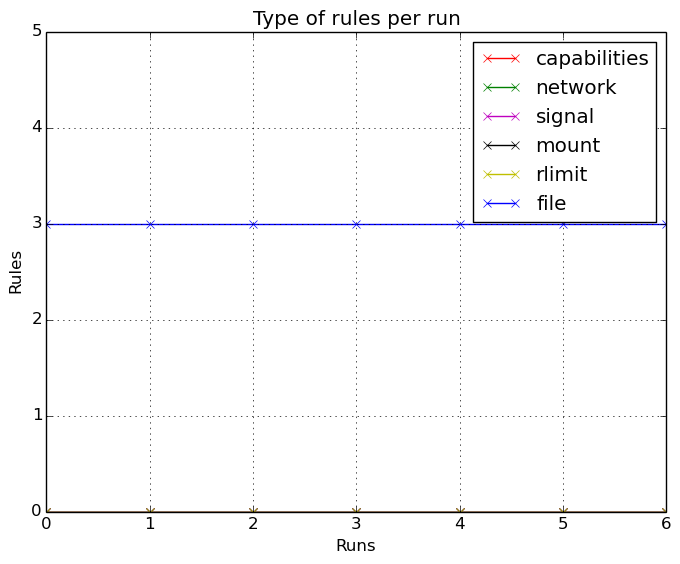 Type of rules per run
5
4
3
2
1
0
Rules
capabilities
network
signal
mount
rlimit
file
0 1 2 3 4 5 6
Runs